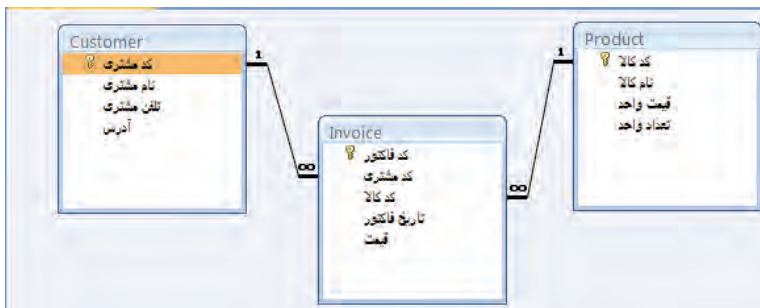 Customer
کد مشتری
نام مشتری
تلفن مشتری
آدرس
1
∞
Invoice
کد فاکتور
کد مشتری
کد کالا
تاریخ فاکتور
قیمت
1
∞
Product
کد کالا
نام کالا
قیمت واحد
تعداد واحد